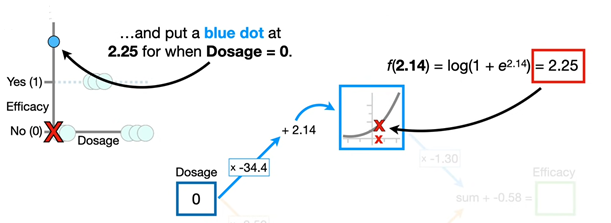 ...and put a blue dot at
2.25 for when Dosage = 0.
f(2.14) = log(1 + e^2.14) = 2.25
Yes (1)
Efficacy
No (0)
Dosage
+ 2.14
x -34.4
x -1.30
Dosage
Efficacy
0
sum + -0.58 =